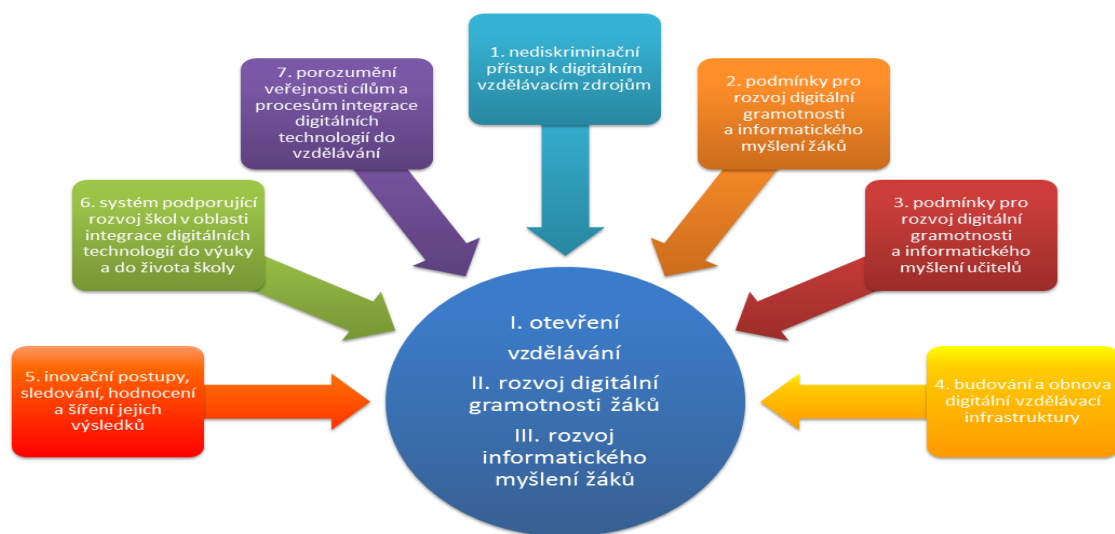 1. nediskriminační
přístup k digitálním
vzdělávacím zdrojům
2. podmínky pro
rozvoj digitální
gramotnosti
a informatického
myšlení žáků
3. podmínky pro
rozvoj digitální
gramotnosti
a informatického
myšlení učitelů
4. budování a obnova
digitální vzdělávací
infrastruktury
5. inovační postupy,
sledování, hodnocení
a šíření jejich
výsledků
6. systém podporující
rozvoj škol v oblasti
integrace digitálních
technologií do výuky
a do života školy
7. porozumění
veřejnosti cílům a
procesům integrace
digitálních
technologií do
vzdělávání
I. otevření
vzdělávání
II. rozvoj digitální
gramotnosti žáků
III. rozvoj
informatického
myšlení žáků